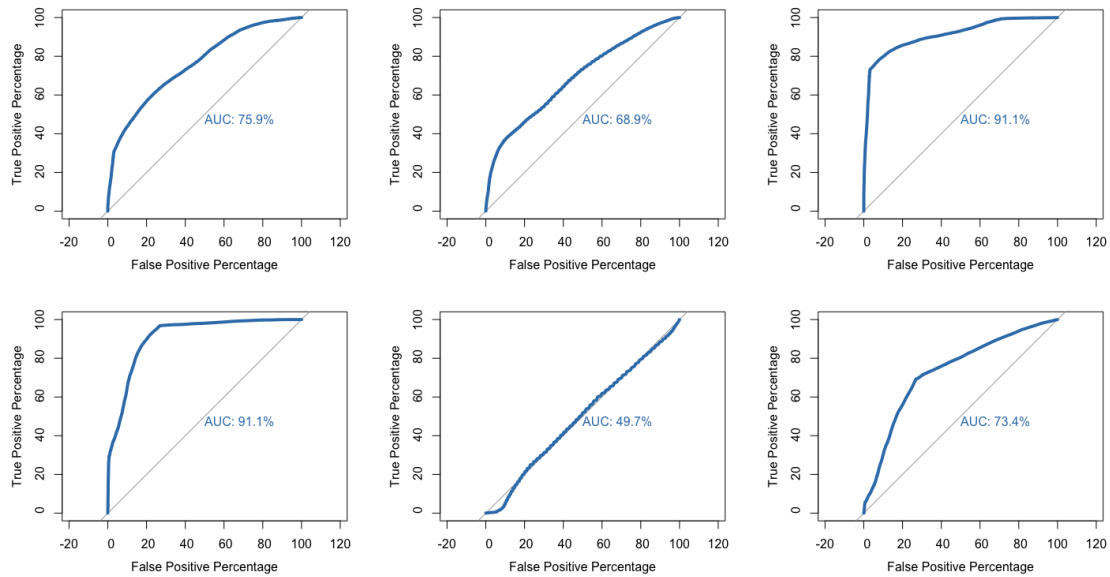 True Positive Percentage
100
80
60
40
20
0
AUC: 75.9%
-20 0 20 40 60 80 100 120
False Positive Percentage
True Positive Percentage
100
80
60
40
20
0
AUC: 68.9%
-20 0 20 40 60 80 100 120
False Positive Percentage
True Positive Percentage
100
80
60
40
20
0
AUC: 91.1%
-20 0 20 40 60 80 100 120
False Positive Percentage
True Positive Percentage
100
80
60
40
20
0
AUC: 91.1%
-20 0 20 40 60 80 100 120
False Positive Percentage
True Positive Percentage
100
80
60
40
20
0
AUC: 49.7%
-20 0 20 40 60 80 100 120
False Positive Percentage
True Positive Percentage
100
80
60
40
20
0
AUC: 73.4%
-20 0 20 40 60 80 100 120
False Positive Percentage